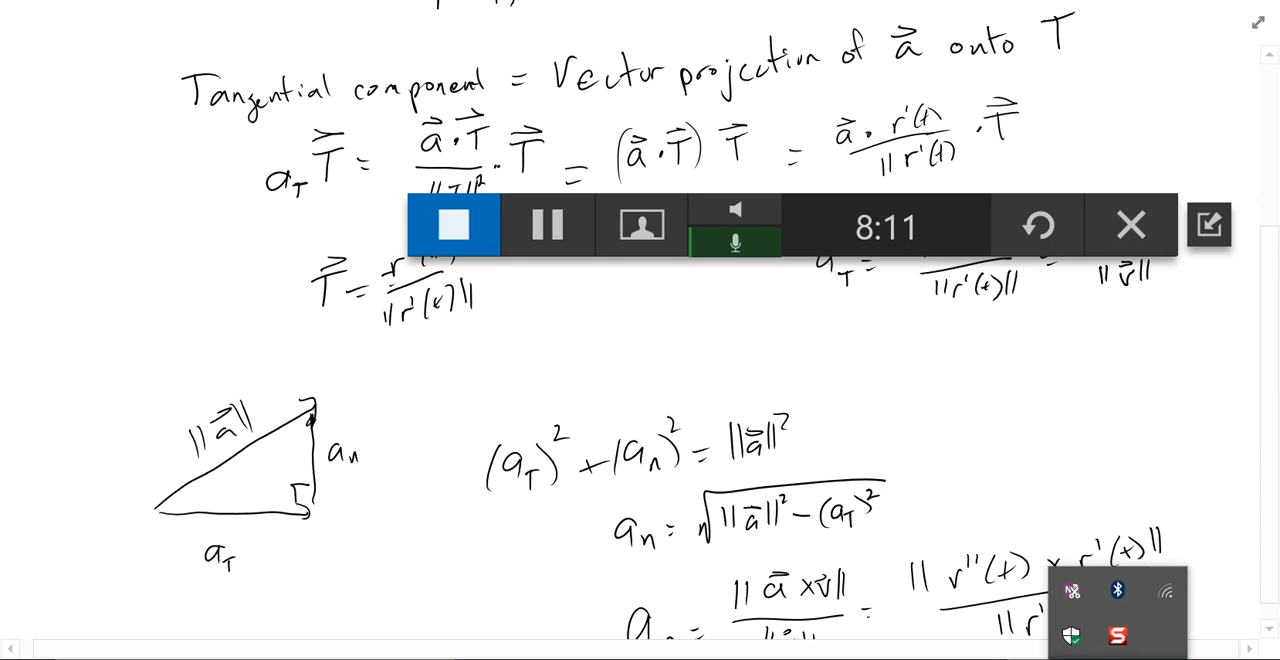 Tangential component = Vector projection of a⃗ onto T
a_T T⃗ = (a⃗ · T⃗)/||T||² · T⃗ = (a⃗ · T⃗) T⃗ = a⃗ · r'(t)/||r'(t)|| · T⃗
8:11
T⃗ = /||r'(t)|| a_T = /||r'(t)|| = /||v⃗||
||a⃗||
a_n
a_T
(a_T)² + (a_n)² = ||a⃗||²
a_n = √(||a⃗||² − (a_T)²)
= ||a⃗ × v⃗|| = ||r''(t) × r'(t)||